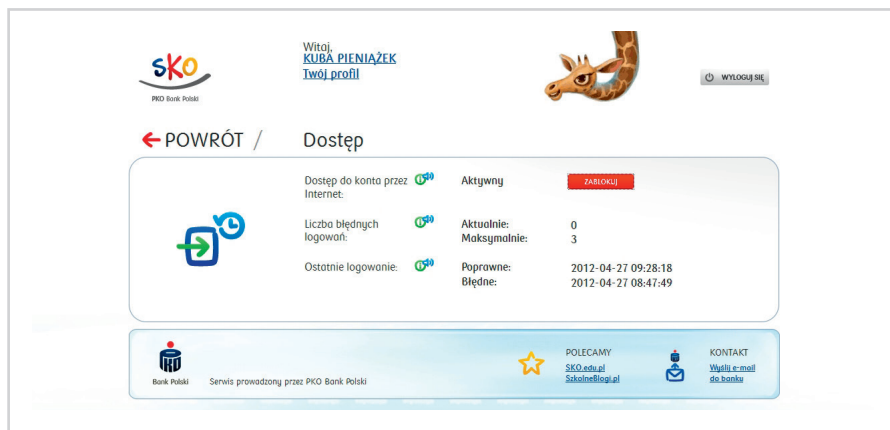 Witaj,
KUBA PIENIĄŻEK
Twój profil
sko
PKO Bank Polski
WYLOGUJ SIĘ
POWRÓT / Dostęp
Dostęp do konta przez Internet: Aktywny ZABLOKUJ
Liczba błędnych logowań: Aktualnie: 0
Maksymalnie: 3
Ostatnie logowanie: Poprawne: 2012-04-27 09:28:18
Błędne: 2012-04-27 08:47:49
Bank Polski
Serwis prowadzony przez PKO Bank Polski
POLECAMY
SKO.edu.pl
SzkolneBlogi.pl
KONTAKT
Wyślij e-mail
do banku